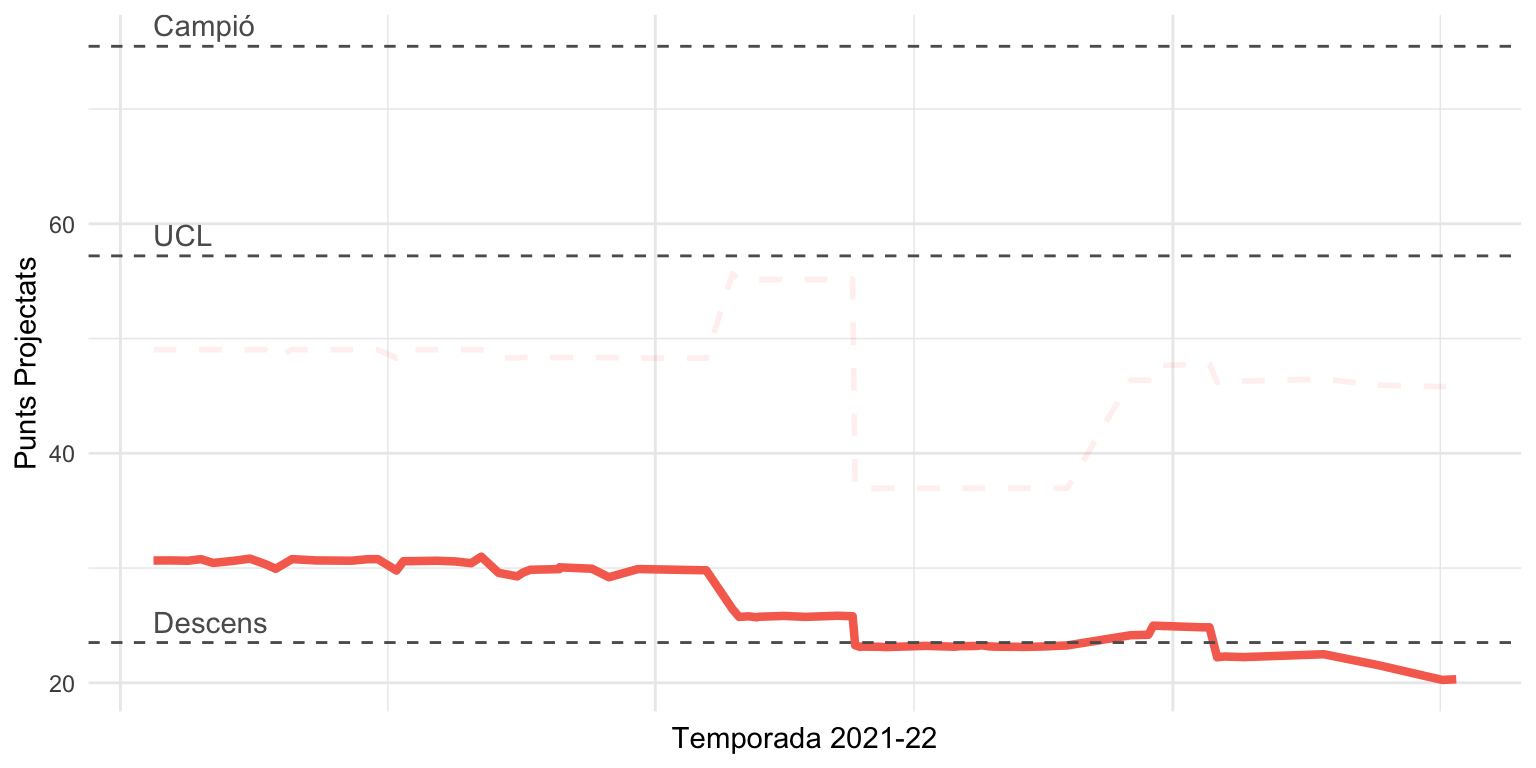 Campió
60
UCL
Punts Projectats
40
Descens
20
Temporada 2021-22